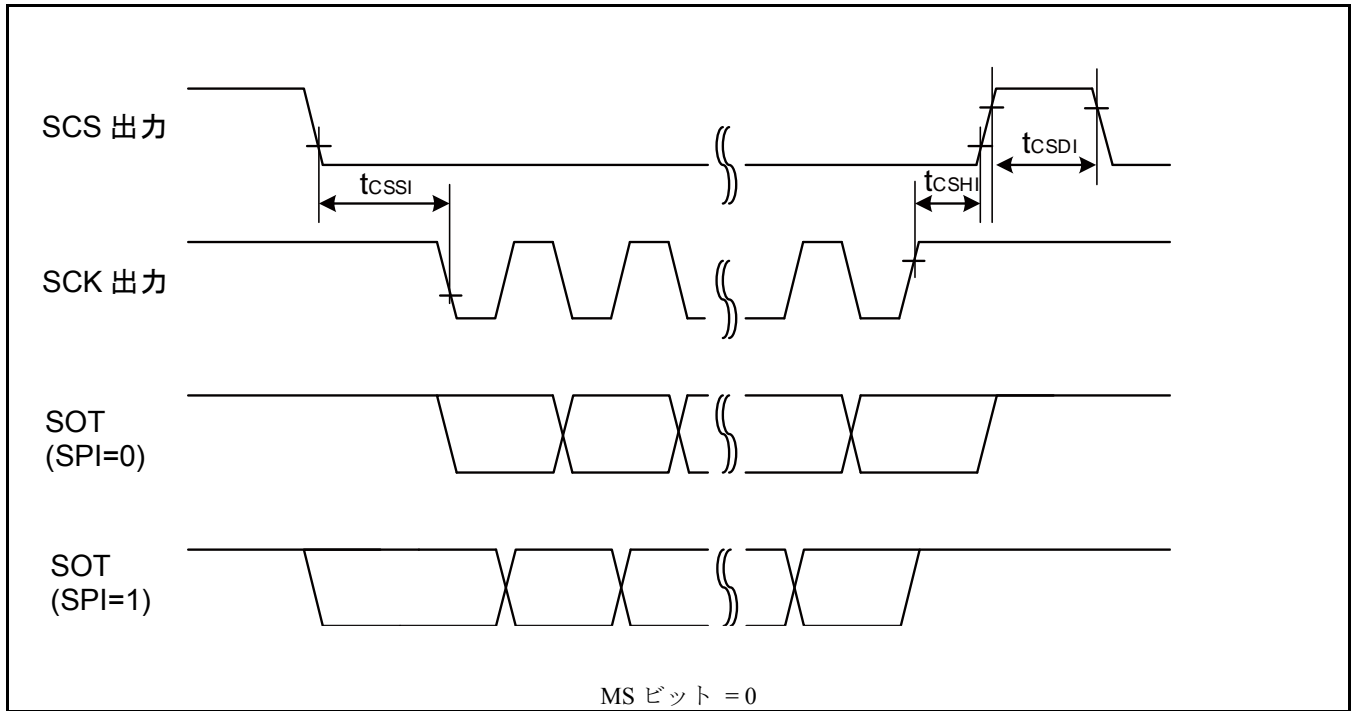 SCS 出力
tCSSI
tCSHI
tCSDI
SCK 出力
SOT
(SPI=0)
SOT
(SPI=1)
MS ビット = 0